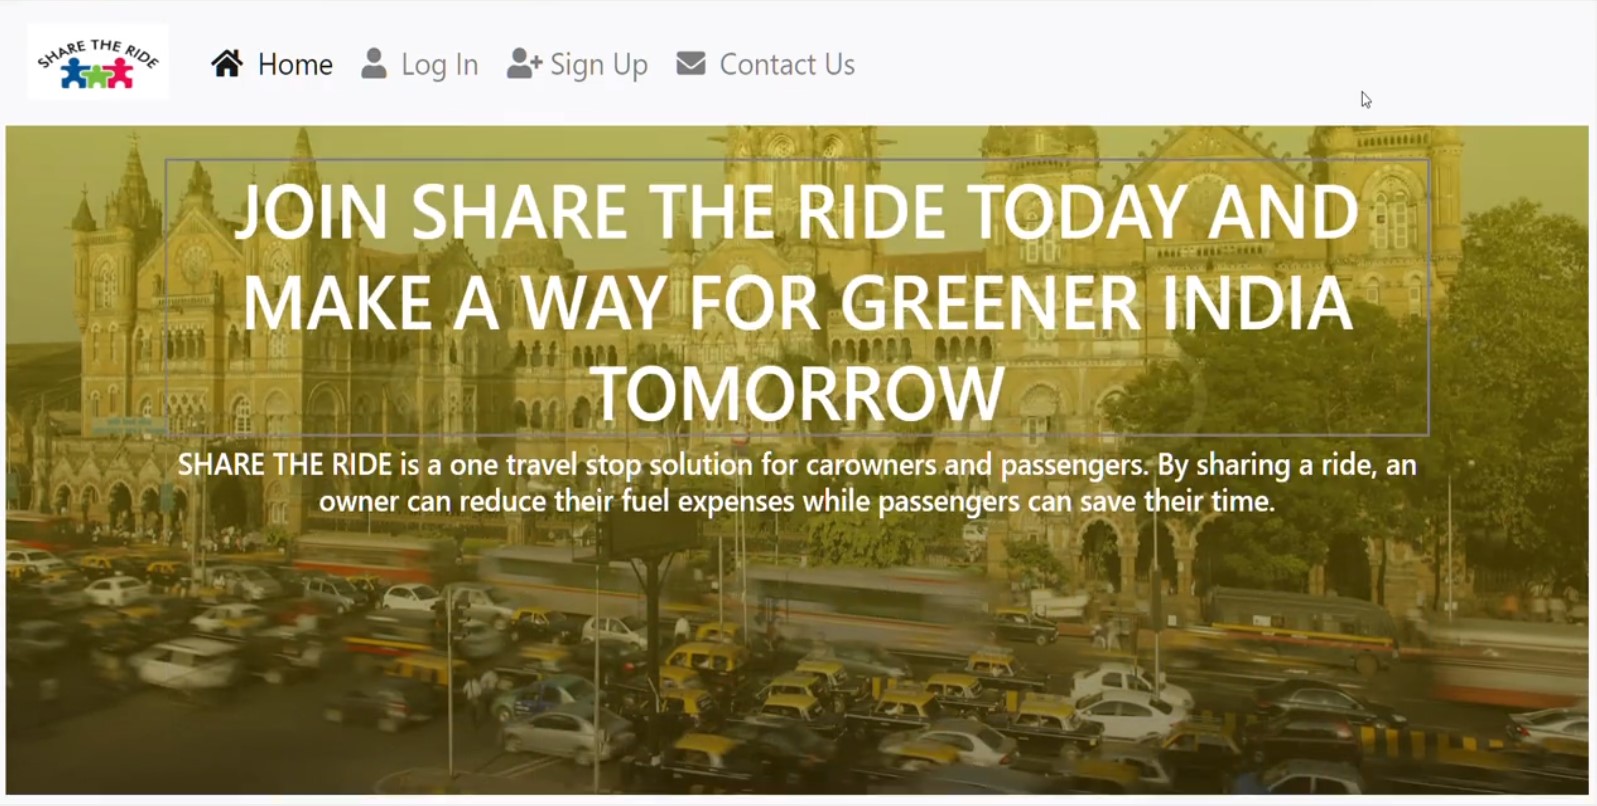 SHARE THE RIDE
Home Log In Sign Up Contact Us
JOIN SHARE THE RIDE TODAY AND
MAKE A WAY FOR GREENER INDIA
TOMORROW
SHARE THE RIDE is a one travel stop solution for carowners and passengers. By sharing a ride, an
owner can reduce their fuel expenses while passengers can save their time.